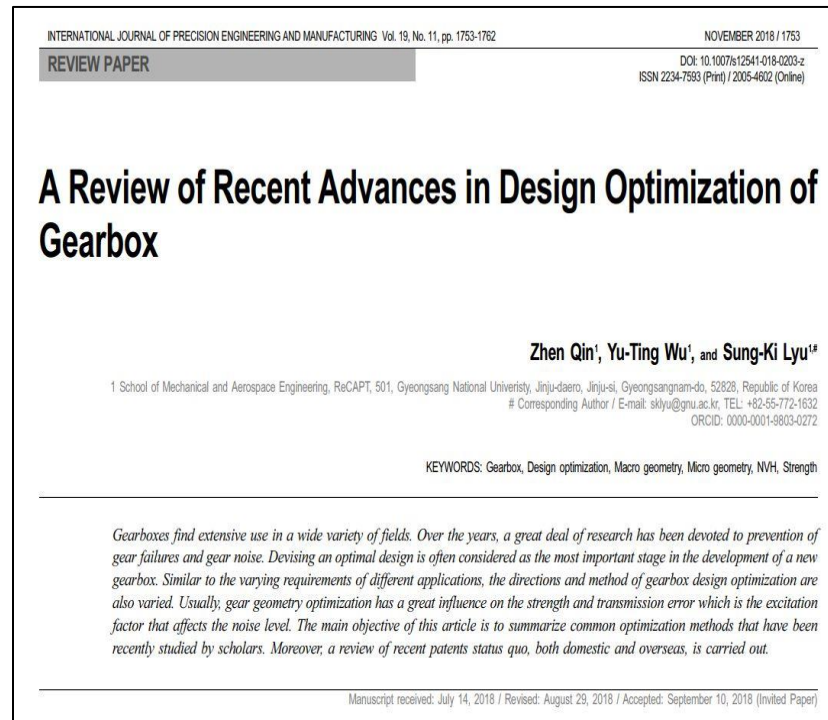 INTERNATIONAL JOURNAL OF PRECISION ENGINEERING AND MANUFACTURING Vol. 19, No. 11, pp. 1753-1762
NOVEMBER 2018 / 1753
REVIEW PAPER
DOI: 10.1007/s12541-018-0203-z
ISSN 2234-7593 (Print) / 2005-4602 (Online)
A Review of Recent Advances in Design Optimization of
Gearbox
Zhen Qin¹, Yu-Ting Wu¹, and Sung-Ki Lyu¹,#
1 School of Mechanical and Aerospace Engineering, ReCAPT, 501, Gyeongsang National Univeristy, Jinju-daero, Jinju-si, Gyeongsangnam-do, 52828, Republic of Korea
# Corresponding Author / E-mail: sklyu@gnu.ac.kr, TEL: +82-55-772-1632
ORCID: 0000-0001-9803-0272
KEYWORDS: Gearbox, Design optimization, Macro geometry, Micro geometry, NVH, Strength
Gearboxes find extensive use in a wide variety of fields. Over the years, a great deal of research has been devoted to prevention of
gear failures and gear noise. Devising an optimal design is often considered as the most important stage in the development of a new
gearbox. Similar to the varying requirements of different applications, the directions and method of gearbox design optimization are
also varied. Usually, gear geometry optimization has a great influence on the strength and transmission error which is the excitation
factor that affects the noise level. The main objective of this article is to summarize common optimization methods that have been
recently studied by scholars. Moreover, a review of recent patents status quo, both domestic and overseas, is carried out.
Manuscript received: July 14, 2018 / Revised: August 29, 2018 / Accepted: September 10, 2018 (Invited Paper)